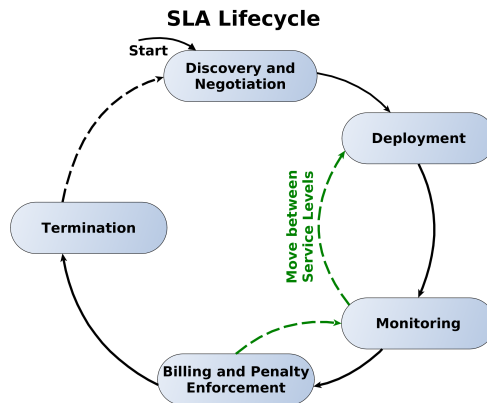 SLA Lifecycle
Start
Discovery and
Negotiation
Deployment
Move between
Service Levels
Termination
Monitoring
Billing and Penalty
Enforcement